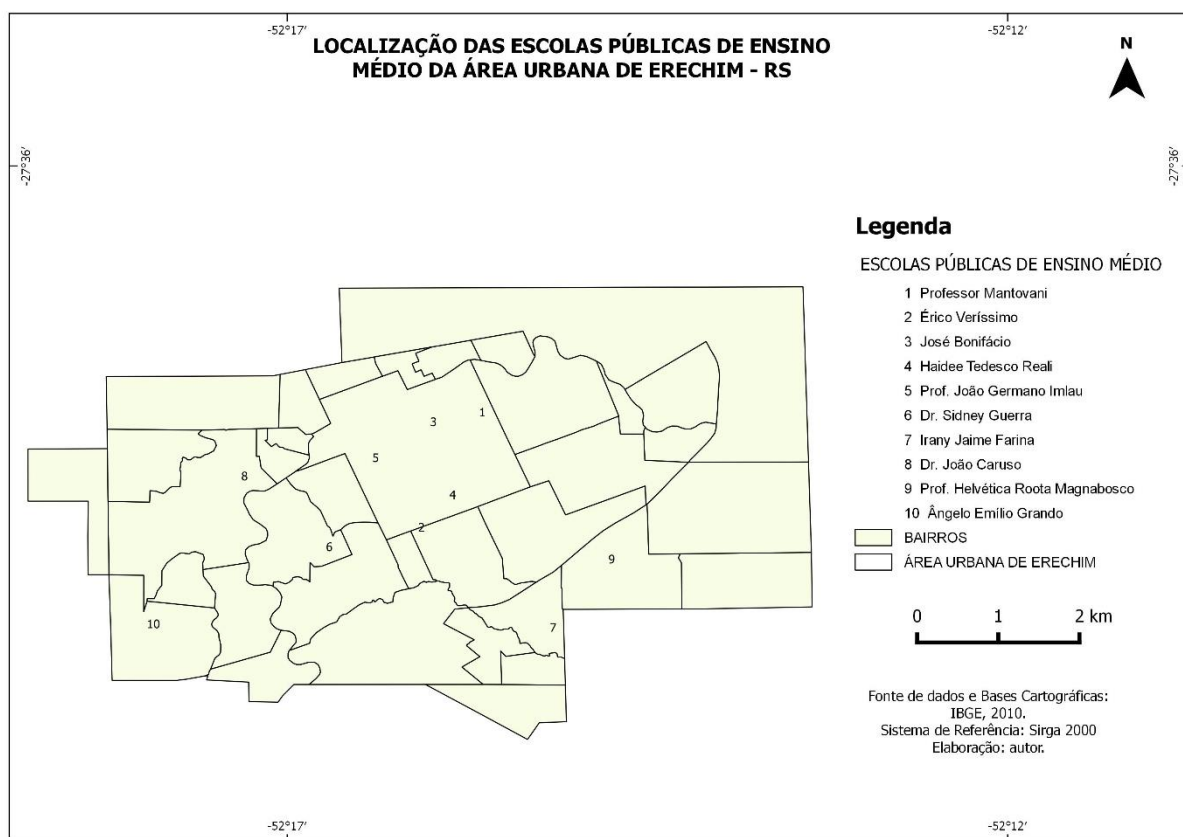 -52°17'
-52°12'
LOCALIZAÇÃO DAS ESCOLAS PÚBLICAS DE ENSINO
MÉDIO DA ÁREA URBANA DE ERECHIM - RS
N
-27°36'
-27°36'
Legenda
ESCOLAS PÚBLICAS DE ENSINO MÉDIO
1 Professor Mantovani
2 Érico Veríssimo
3 José Bonifácio
4 Haidee Tedesco Reali
5 Prof. João Germano Imlau
6 Dr. Sidney Guerra
7 Irany Jaime Farina
8 Dr. João Caruso
9 Prof. Helvética Roota Magnabosco
10 Ângelo Emílio Grando
BAIRROS
ÁREA URBANA DE ERECHIM
1
3
5
8
4
2
6
9
10
7
0 1 2 km
Fonte de dados e Bases Cartográficas:
IBGE, 2010.
Sistema de Referência: Sirga 2000
Elaboração: autor.
-52°17'
-52°12'